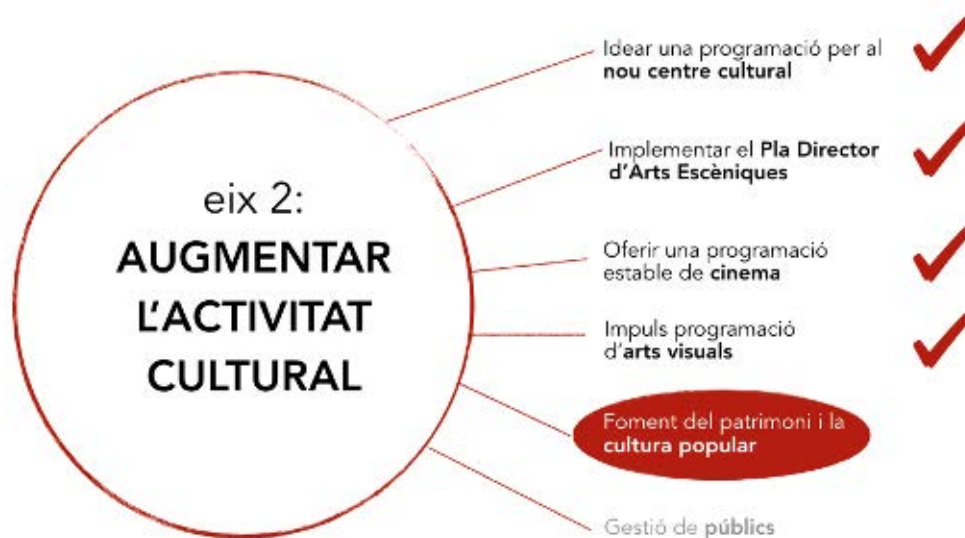 eix 2:
AUGMENTAR
L'ACTIVITAT
CULTURAL
Idear una programació per al
nou centre cultural
Implementar el Pla Director
d'Arts Escèniques
Oferir una programació
estable de cinema
Impuls programació
d'arts visuals
Foment del patrimoni i la
cultura popular
Gestió de públics